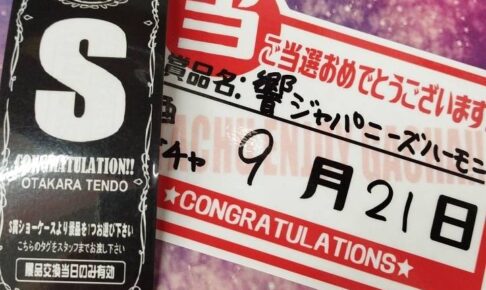 S
CONGRATULATION!!
OTAKARA TENDO
S賞ショーケースより景品を1つお選び下さい
こちらのタグをスタッフまでお渡し下さい
景品交換当日のみ有効
当
ご当選おめでとうございます
賞品名:響ジャパニーズハーモニ
9月21日
★CONGRATULATIONS★